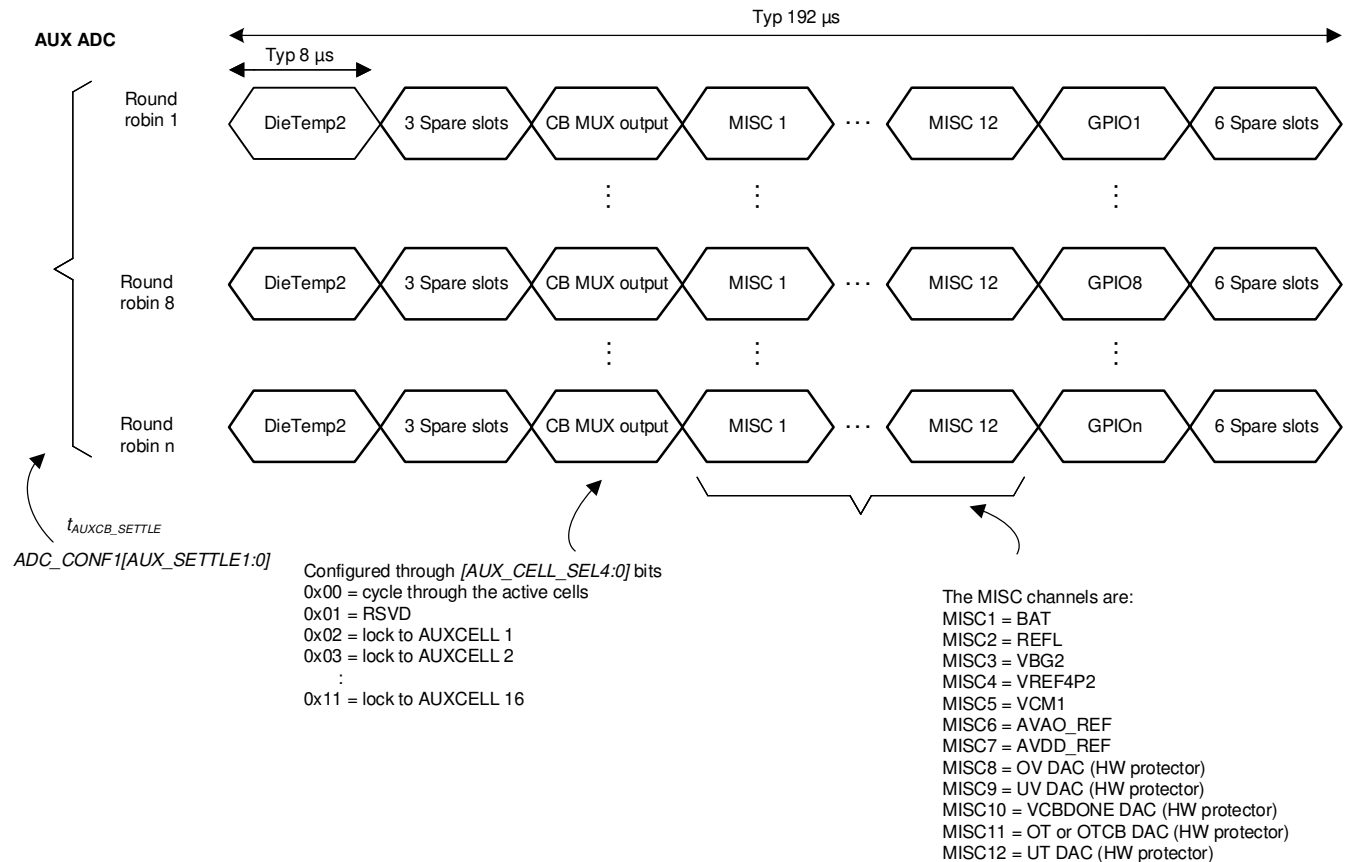 Typ 192 µs
AUX ADC
Typ 8 µs
Round
robin 1
DieTemp2
3 Spare slots
CB MUX output
MISC 1
...
MISC 12
GPIO1
6 Spare slots
Round
robin 8
DieTemp2
3 Spare slots
CB MUX output
MISC 1
...
MISC 12
GPIO8
6 Spare slots
Round
robin n
DieTemp2
3 Spare slots
CB MUX output
MISC 1
...
MISC 12
GPIOn
6 Spare slots
tAUXCB_SETTLE
ADC_CONF1[AUX_SETTLE1:0]
Configured through [AUX_CELL_SEL4:0] bits
0x00 = cycle through the active cells
0x01 = RSVD
0x02 = lock to AUXCELL 1
0x03 = lock to AUXCELL 2
:
0x11 = lock to AUXCELL 16
The MISC channels are:
MISC1 = BAT
MISC2 = REFL
MISC3 = VBG2
MISC4 = VREF4P2
MISC5 = VCM1
MISC6 = AVAO_REF
MISC7 = AVDD_REF
MISC8 = OV DAC (HW protector)
MISC9 = UV DAC (HW protector)
MISC10 = VCBDONE DAC (HW protector)
MISC11 = OT or OTCB DAC (HW protector)
MISC12 = UT DAC (HW protector)